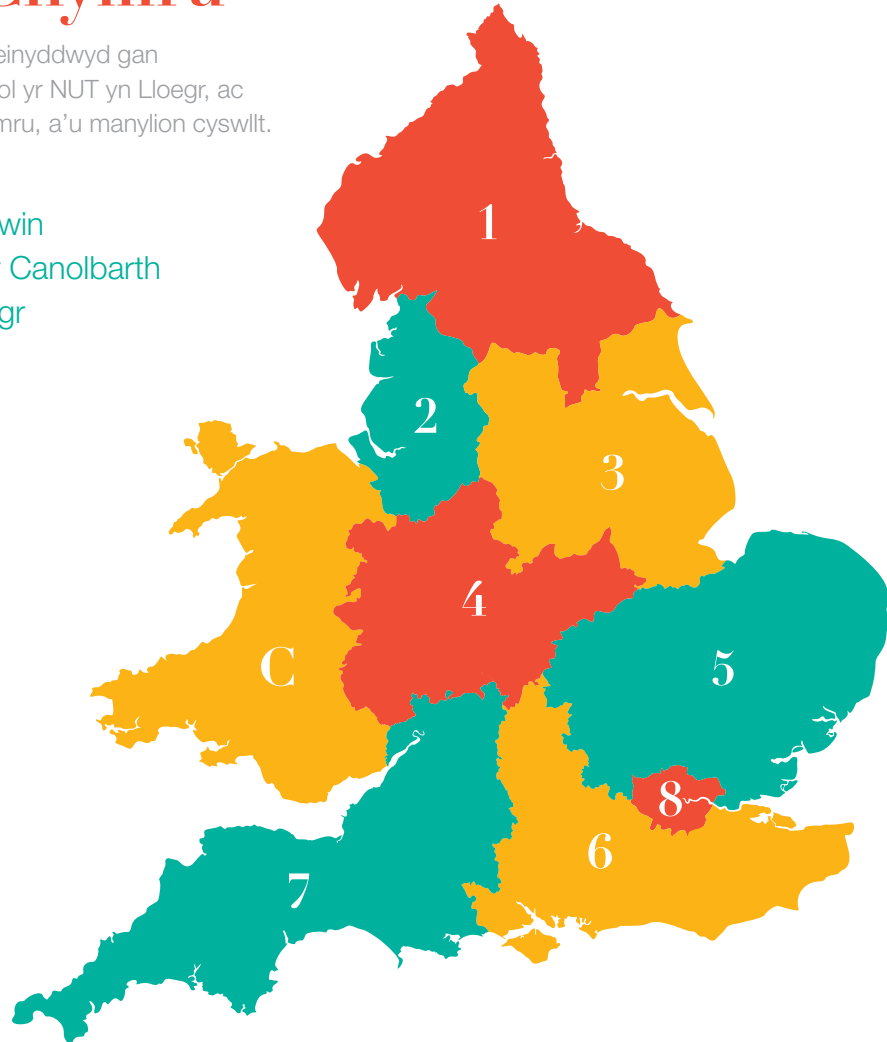 Chymru
einyddwyd gan
ol yr NUT yn Lloegr, ac
mru, a’u manylion cyswllt.
win
Canolbarth
gr
1
2
3
4
C
5
8
6
7